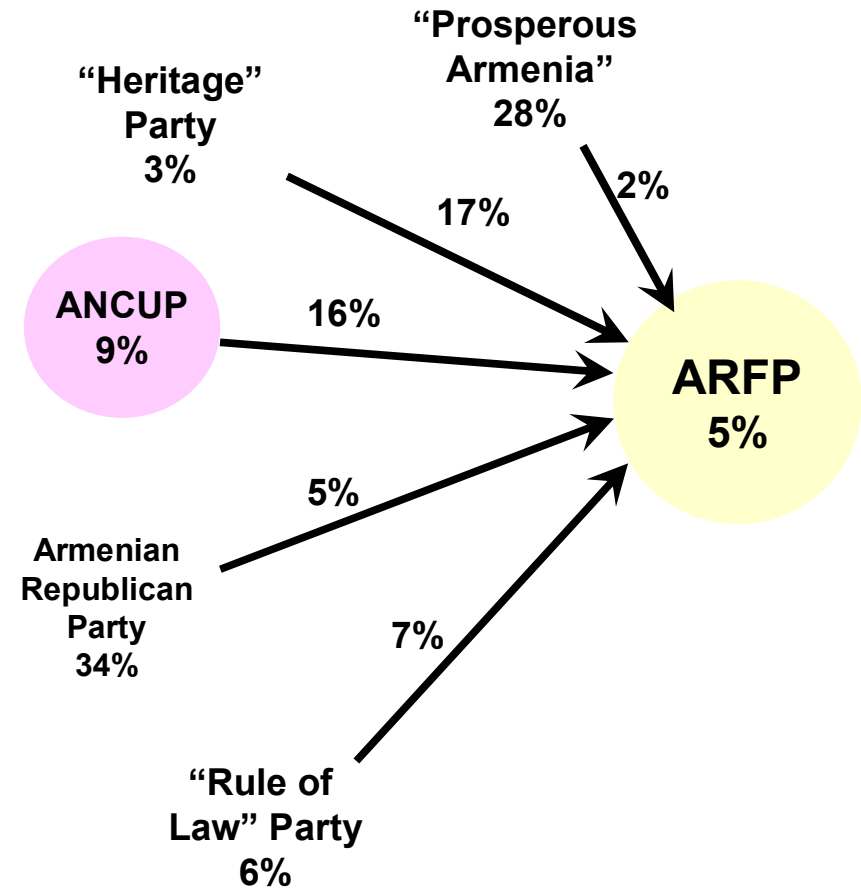 “Prosperous
Armenia”
28%
“Heritage”
Party
3%
2%
17%
ANCUP
9%
16%
ARFP
5%
5%
Armenian
Republican
Party
34%
7%
“Rule of
Law” Party
6%